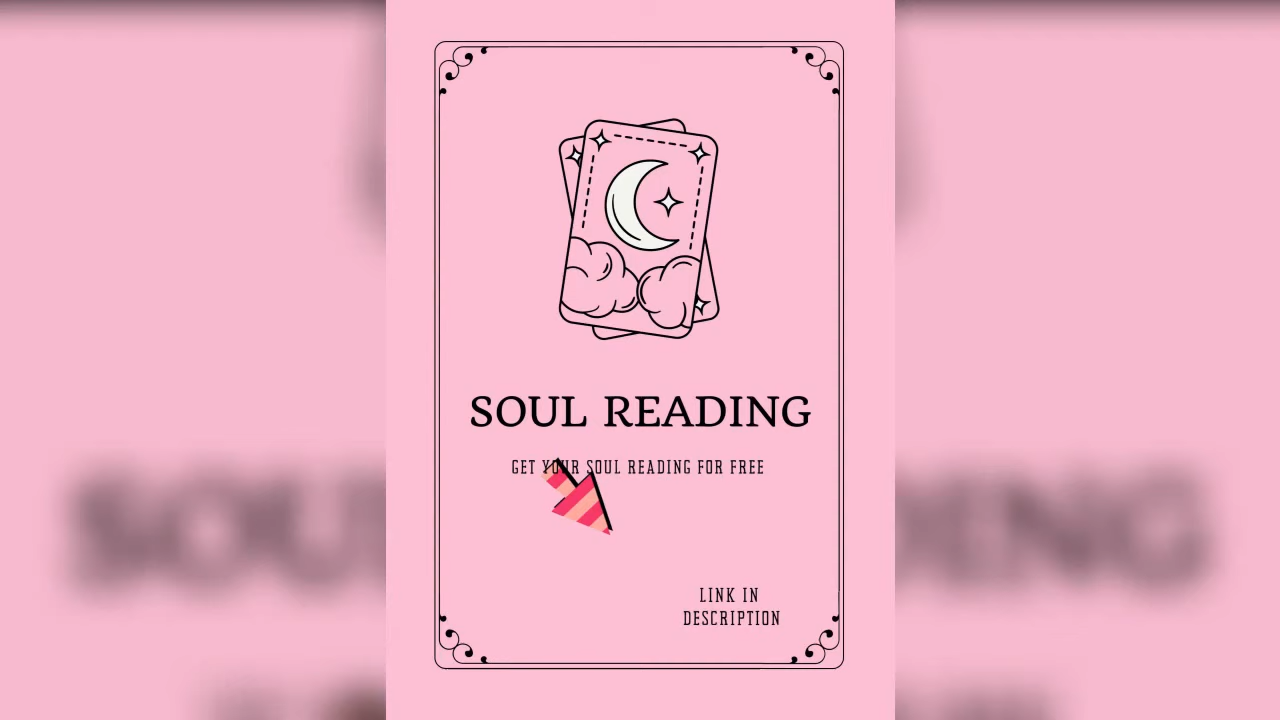 SOUL READING
GET YOUR SOUL READING FOR FREE
LINK IN
DESCRIPTION